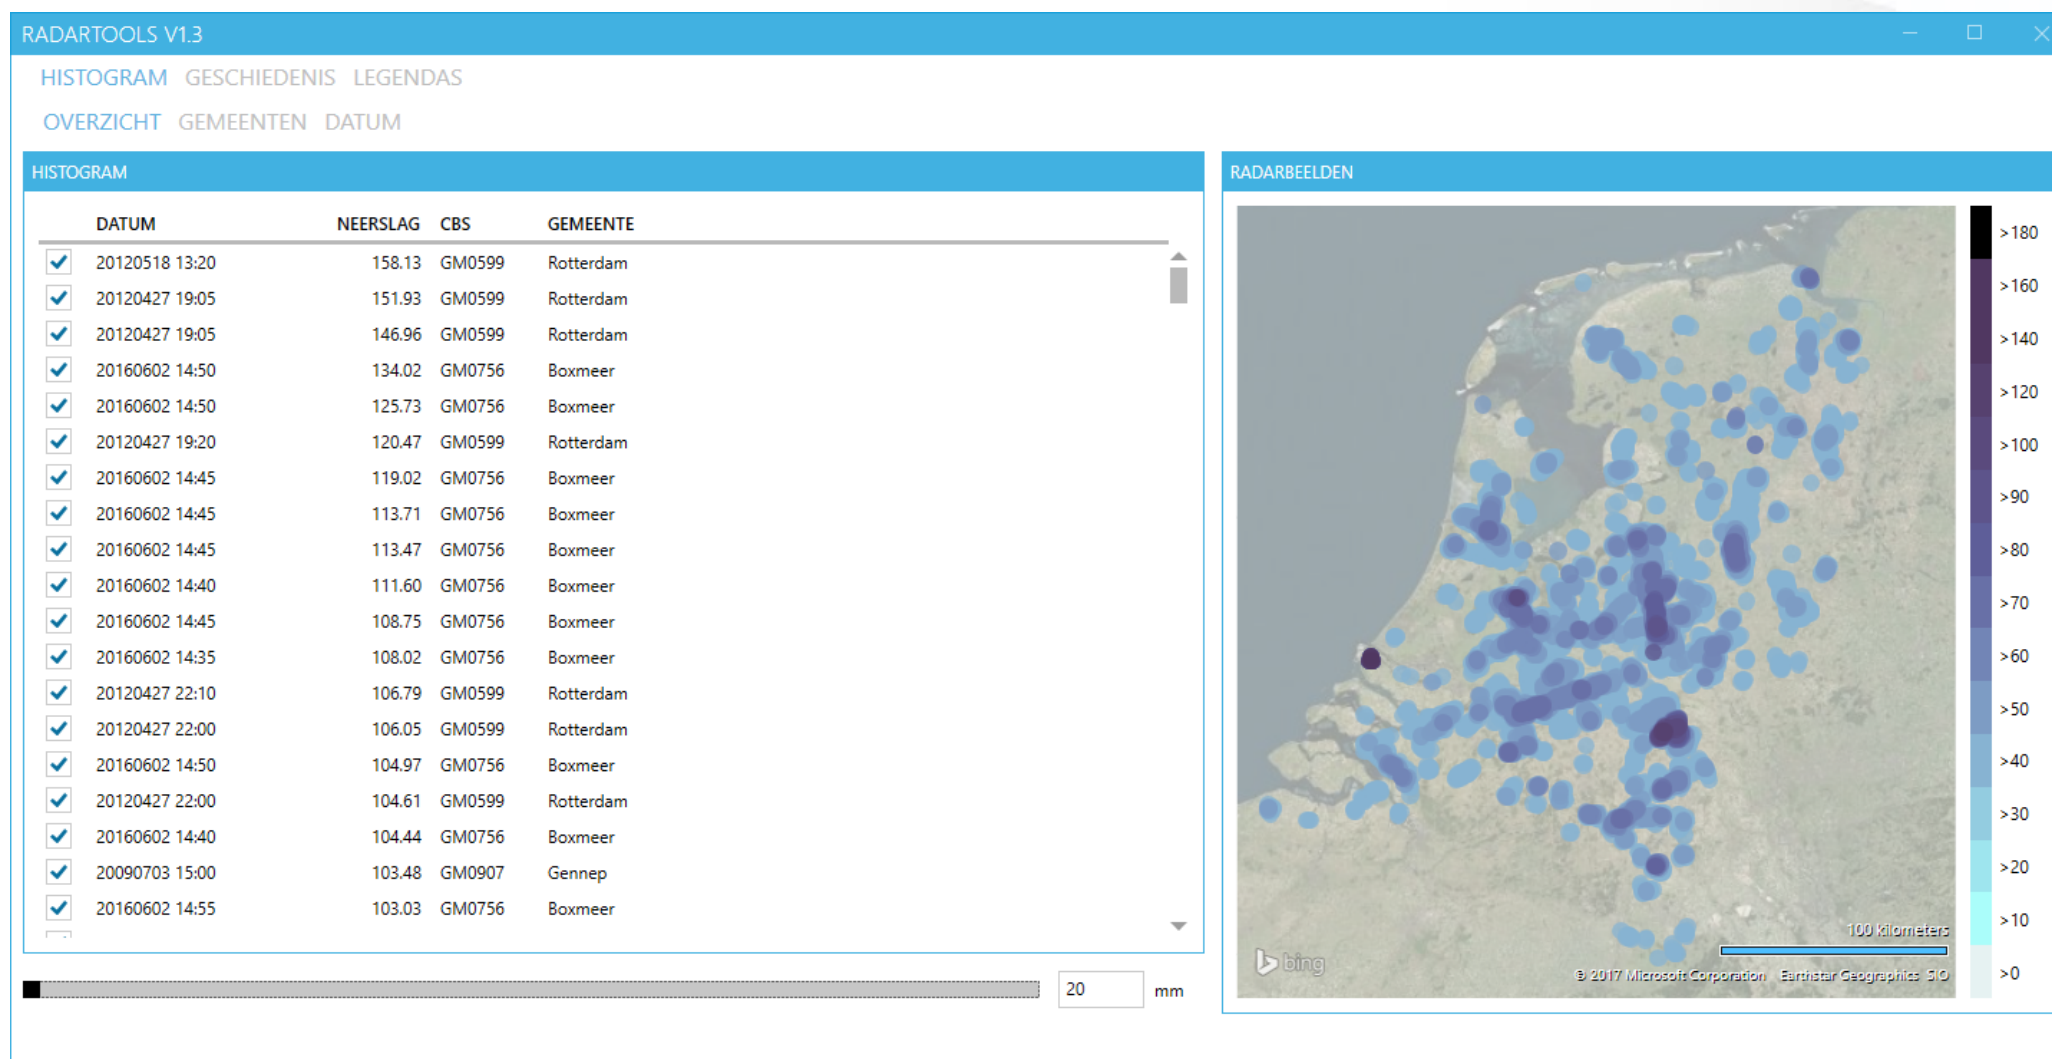 RADARTOOLS V1.3
HISTOGRAM GESCHIEDENIS LEGENDAS
OVERZICHT GEMEENTEN DATUM
HISTOGRAM
DATUM NEERSLAG CBS GEMEENTE
20120518 13:20 158.13 GM0599 Rotterdam
20120427 19:05 151.93 GM0599 Rotterdam
20120427 19:05 146.96 GM0599 Rotterdam
20160602 14:50 134.02 GM0756 Boxmeer
20160602 14:50 125.73 GM0756 Boxmeer
20120427 19:20 120.47 GM0599 Rotterdam
20160602 14:45 119.02 GM0756 Boxmeer
20160602 14:45 113.71 GM0756 Boxmeer
20160602 14:45 113.47 GM0756 Boxmeer
20160602 14:40 111.60 GM0756 Boxmeer
20160602 14:45 108.75 GM0756 Boxmeer
20160602 14:35 108.02 GM0756 Boxmeer
20120427 22:10 106.79 GM0599 Rotterdam
20120427 22:00 106.05 GM0599 Rotterdam
20160602 14:50 104.97 GM0756 Boxmeer
20120427 22:00 104.61 GM0599 Rotterdam
20160602 14:40 104.44 GM0756 Boxmeer
20090703 15:00 103.48 GM0907 Gennep
20160602 14:55 103.03 GM0756 Boxmeer
20 mm
RADARBEELDEN
>180
>160
>140
>120
>100
>90
>80
>70
>60
>50
>40
>30
>20
>10
>0
100 kilometers
bing
© 2017 Microsoft Corporation Earthstar Geographics SIO